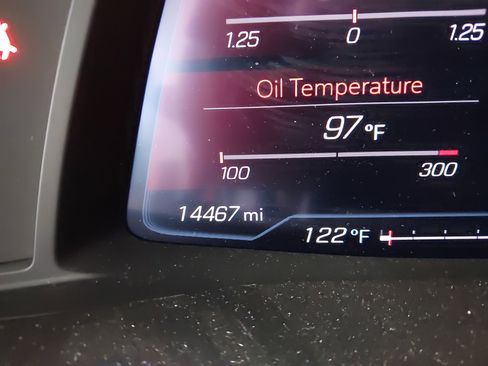 1.25 0 1.25
Oil Temperature
97 °F
100 300
14467 mi
122 °F